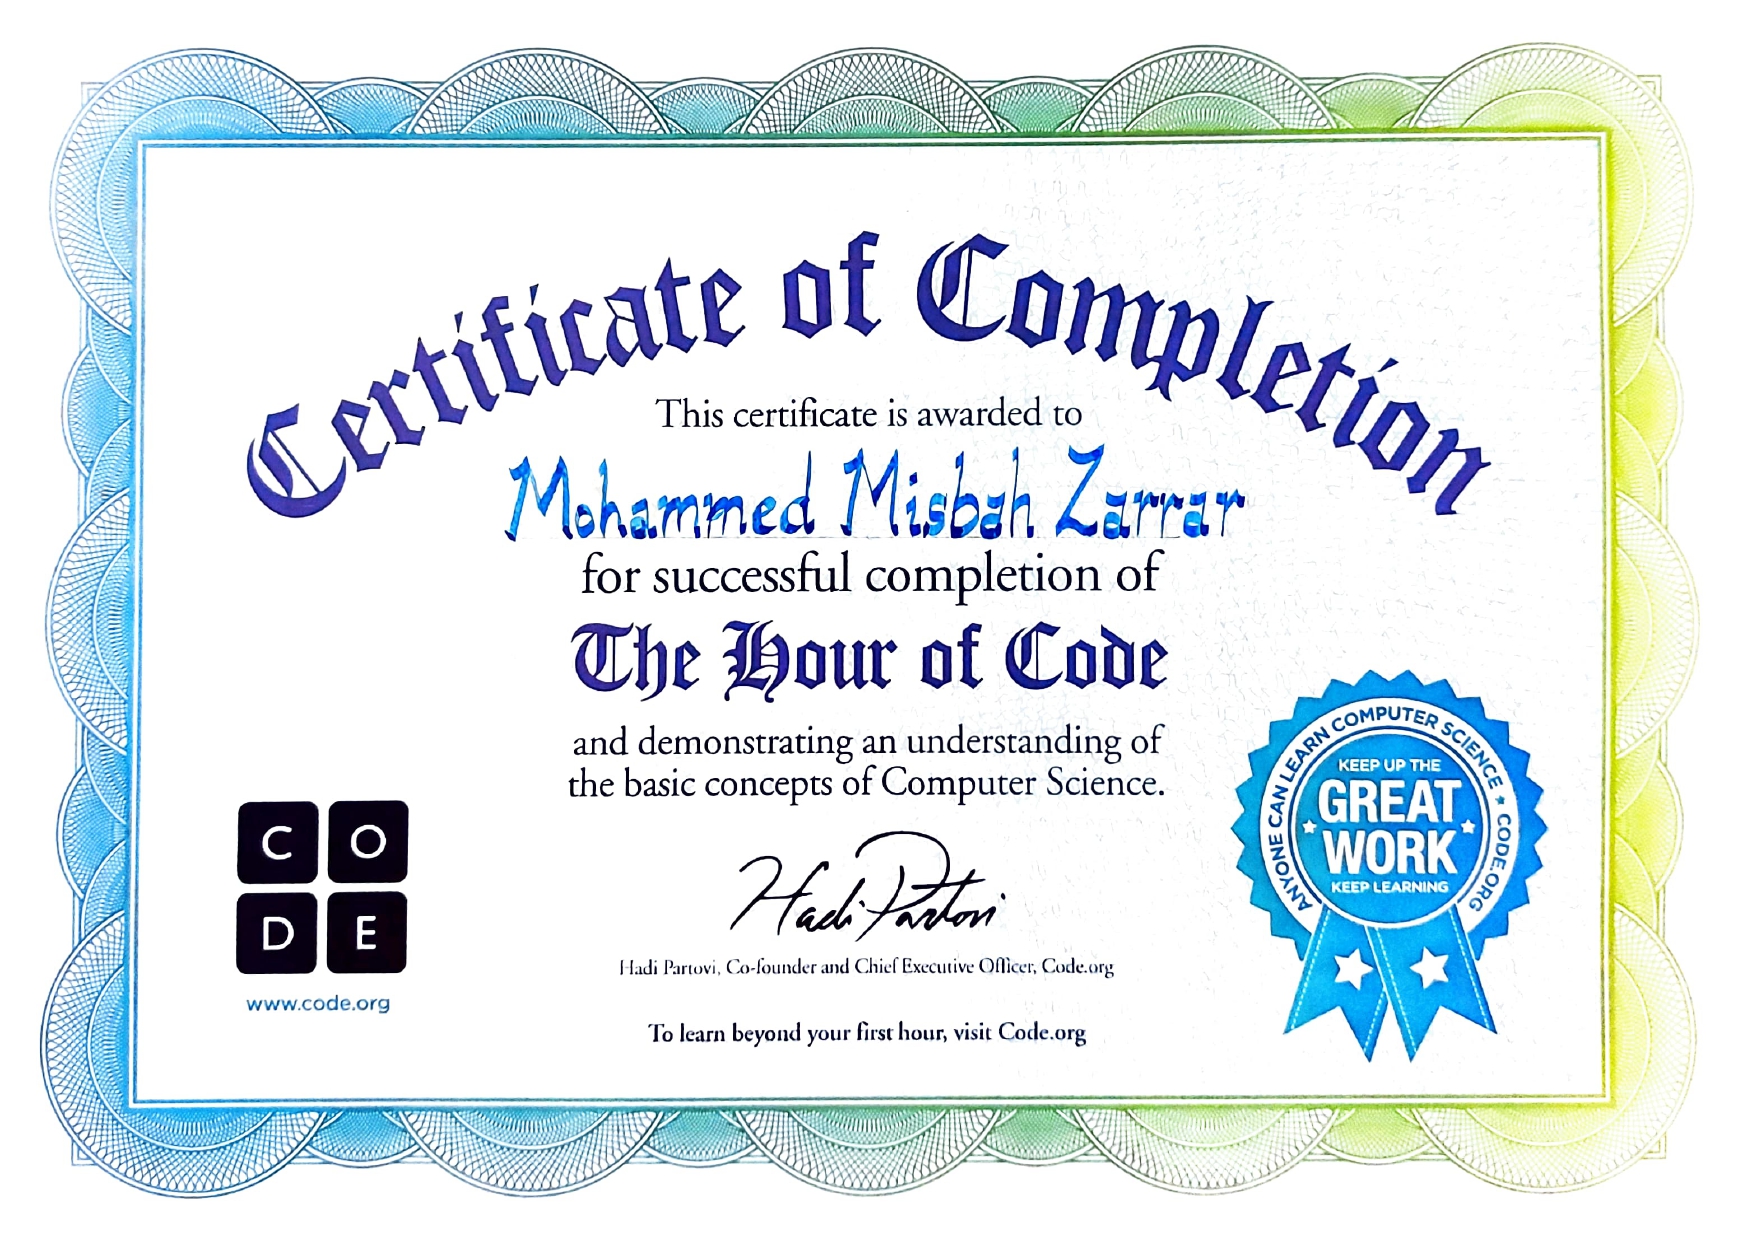 Certificate of Completion
This certificate is awarded to
Mohammed Misbah Zarrar
for successful completion of
The Hour of Code
and demonstrating an understanding of
the basic concepts of Computer Science.
Hadi Partovi
Hadi Partovi, Co-founder and Chief Executive Officer, Code.org
To learn beyond your first hour, visit Code.org
C O
D E
www.code.org
ANYONE CAN LEARN COMPUTER SCIENCE ★ CODE.ORG
KEEP UP THE
GREAT
WORK
KEEP LEARNING